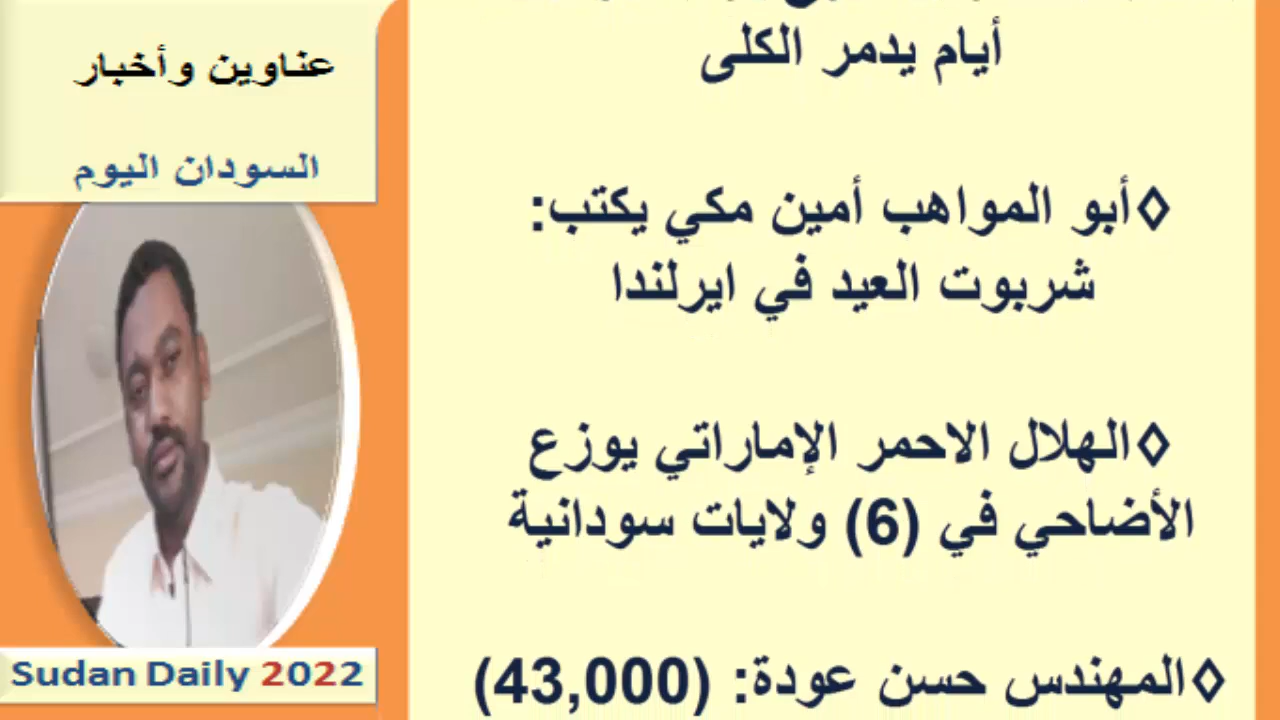 عناوين وأخبار
السودان اليوم
Sudan Daily 2022
أيام يدمر الكلى
◊أبو المواهب أمين مكي يكتب:
شربوت العيد في ايرلندا
◊الهلال الاحمر الإماراتي يوزع
الأضاحي في (6) ولايات سودانية
◊المهندس حسن عودة: (43,000)